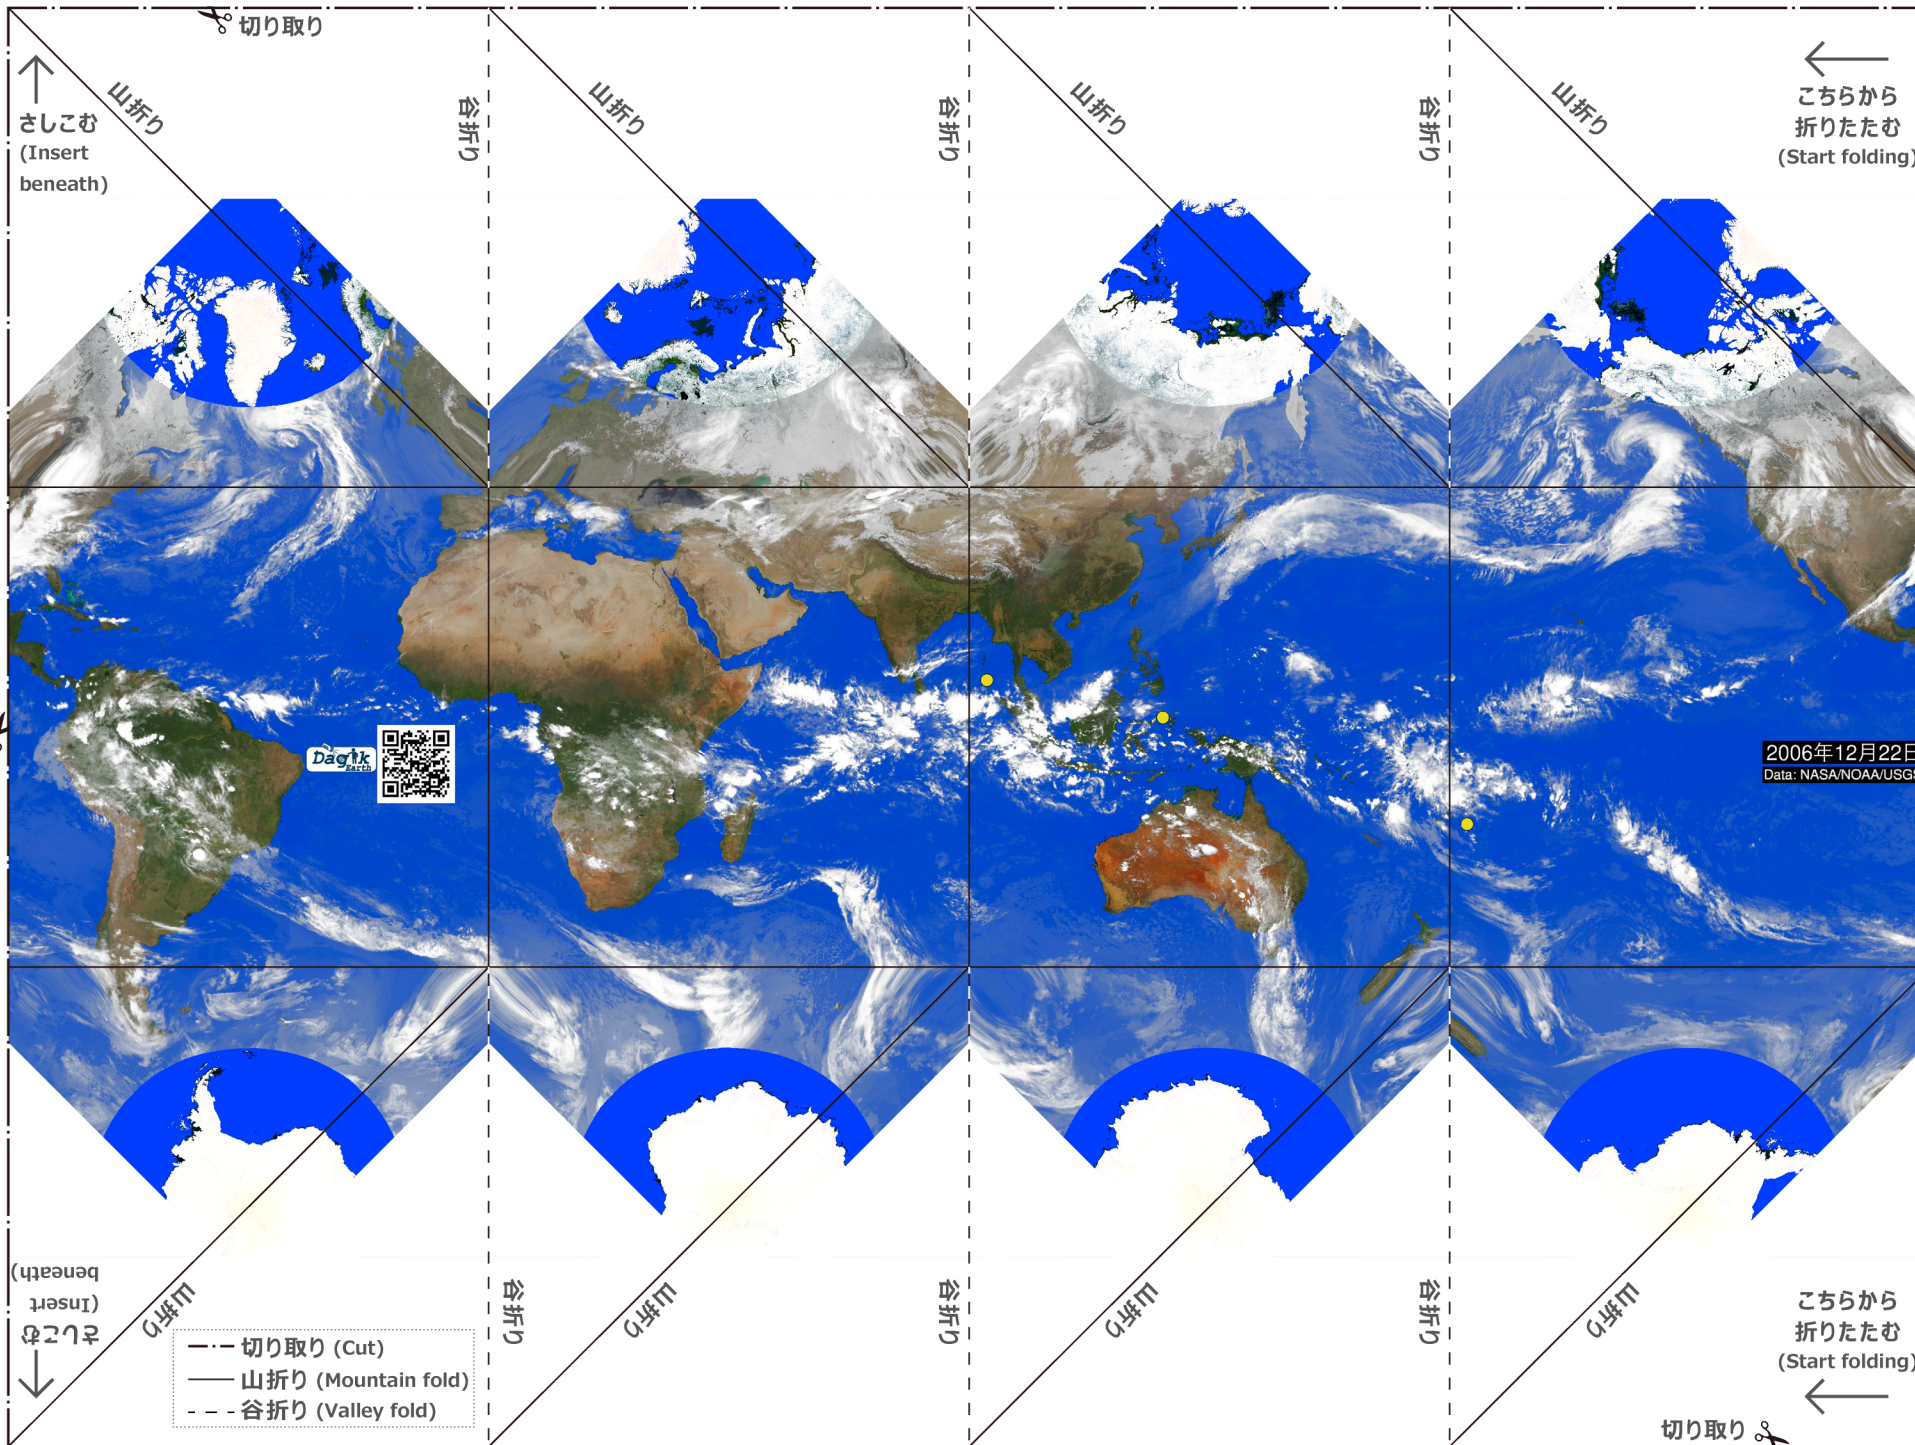 切り取り
山折り
山折り
山折り
山折り
谷折り
谷折り
谷折り
さしこむ
(Insert
beneath)
こちらから
折りたたむ
(Start folding)
Dagik
Earth
2006年12月22日
Data: NASA/NOAA/USGS
さしこむ
(Insert
beneath)
山折り
山折り
山折り
山折り
谷折り
谷折り
谷折り
こちらから
折りたたむ
(Start folding)
切り取り (Cut)
山折り (Mountain fold)
谷折り (Valley fold)
切り取り